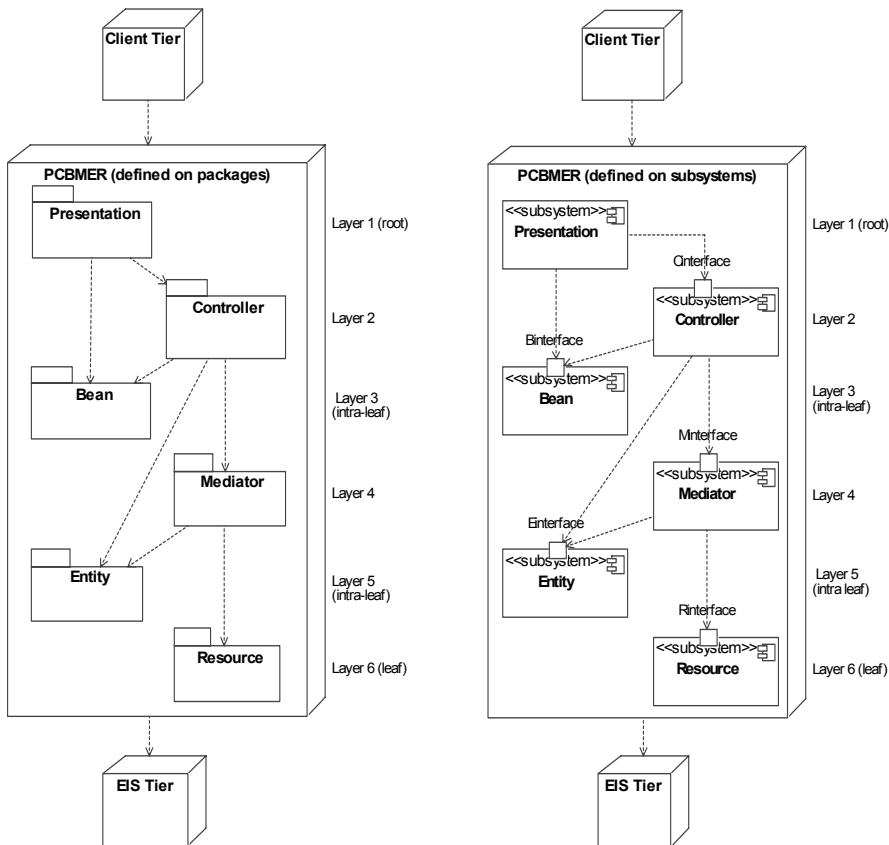 Client Tier
PCBMER (defined on packages)
Presentation
Layer 1 (root)
Controller
Layer 2
Bean
Layer 3
(intra-leaf)
Mediator
Layer 4
Entity
Layer 5
(intra-leaf)
Resource
Layer 6 (leaf)
EIS Tier
Client Tier
PCBMER (defined on subsystems)
<<subsystem>>
Presentation
Layer 1 (root)
Cinterface
<<subsystem>>
Controller
Layer 2
Binterface
<<subsystem>>
Bean
Layer 3
(intra-leaf)
Minterface
<<subsystem>>
Mediator
Layer 4
Einterface
<<subsystem>>
Entity
Layer 5
(intra leaf)
Rinterface
<<subsystem>>
Resource
Layer 6 (leaf)
EIS Tier